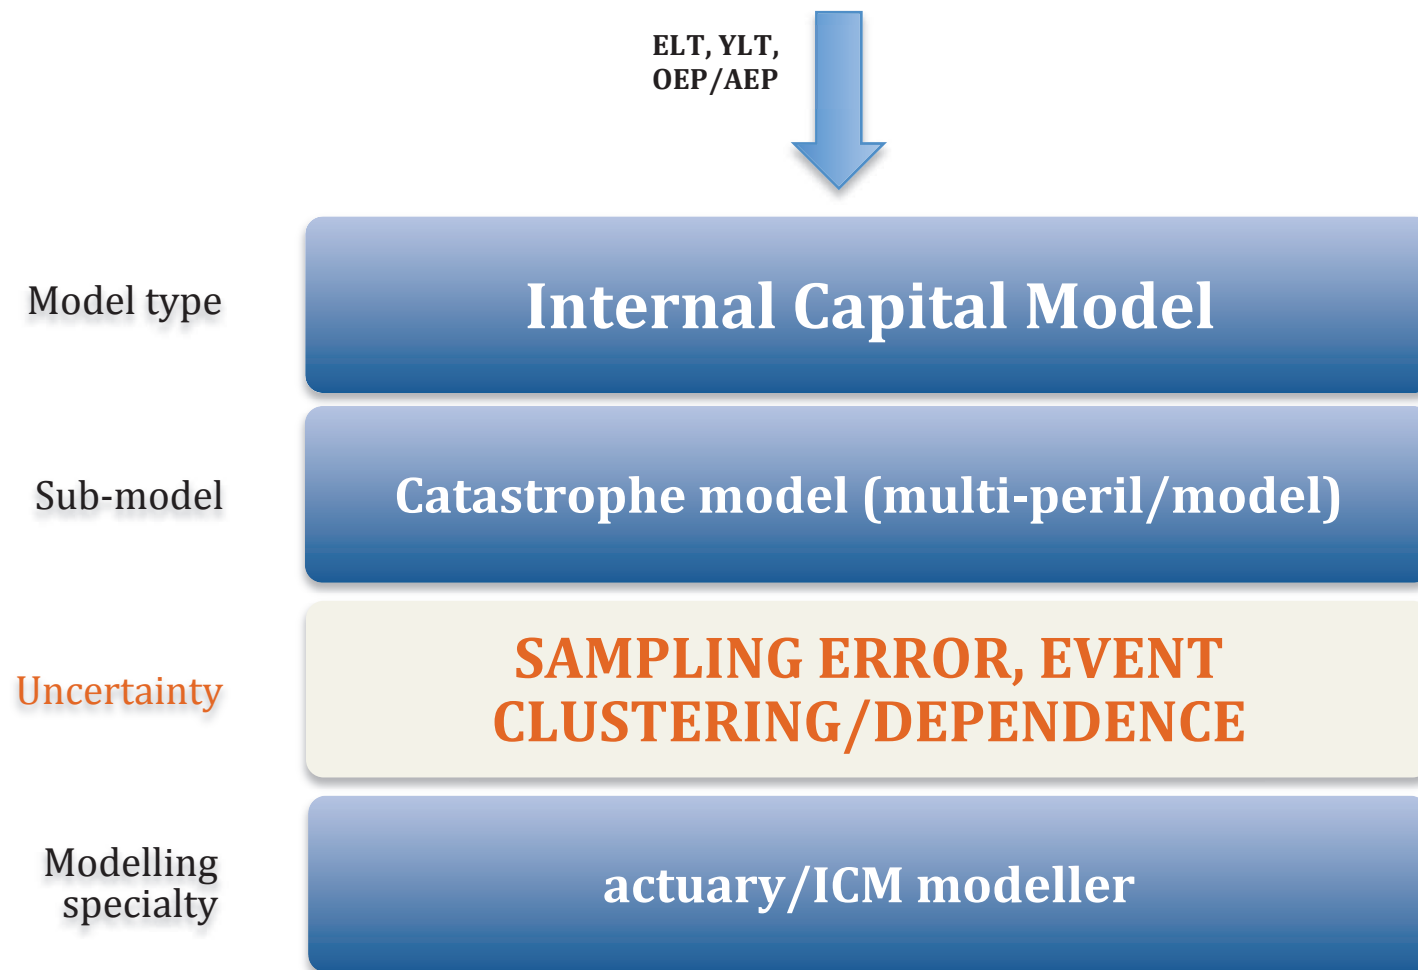 ELT, YLT,
OEP/AEP
Model type
Internal Capital Model
Sub-model
Catastrophe model (multi-peril/model)
Uncertainty
SAMPLING ERROR, EVENT
CLUSTERING/DEPENDENCE
Modelling
specialty
actuary/ICM modeller